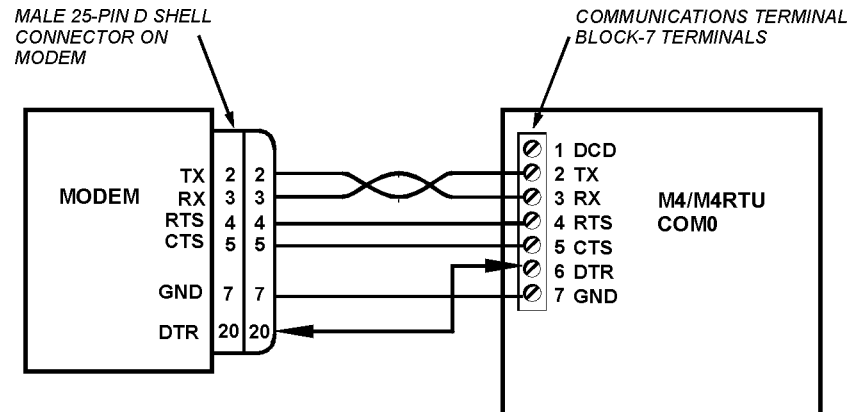 MALE 25-PIN D SHELL
CONNECTOR ON
MODEM
COMMUNICATIONS TERMINAL
BLOCK-7 TERMINALS
MODEM
TX 2 2
RX 3 3
RTS 4 4
CTS 5 5
GND 7 7
DTR 20 20
1 DCD
2 TX
3 RX
4 RTS
5 CTS
6 DTR
7 GND
M4/M4RTU
COM0